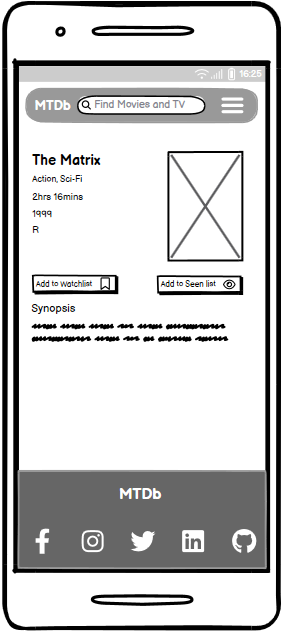 16:25
MTDb
Find Movies and TV
The Matrix
Action, Sci-Fi
2hrs 16mins
1999
R
Add to Watchlist
Add to Seen list
Synopsis
MTDb